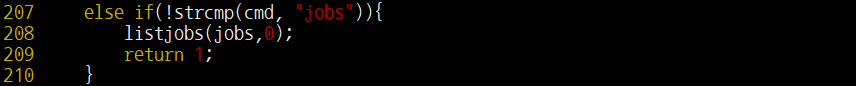 207     else if(!strcmp(cmd, "jobs")){
208         listjobs(jobs,0);
209         return 1;
210     }